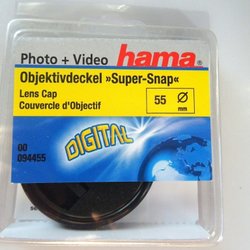 Photo + Video hama
Objektivdeckel »Super-Snap«
Lens Cap
Couvercle d'Objectif
55 Ø
mm
DIGITAL
00
094455